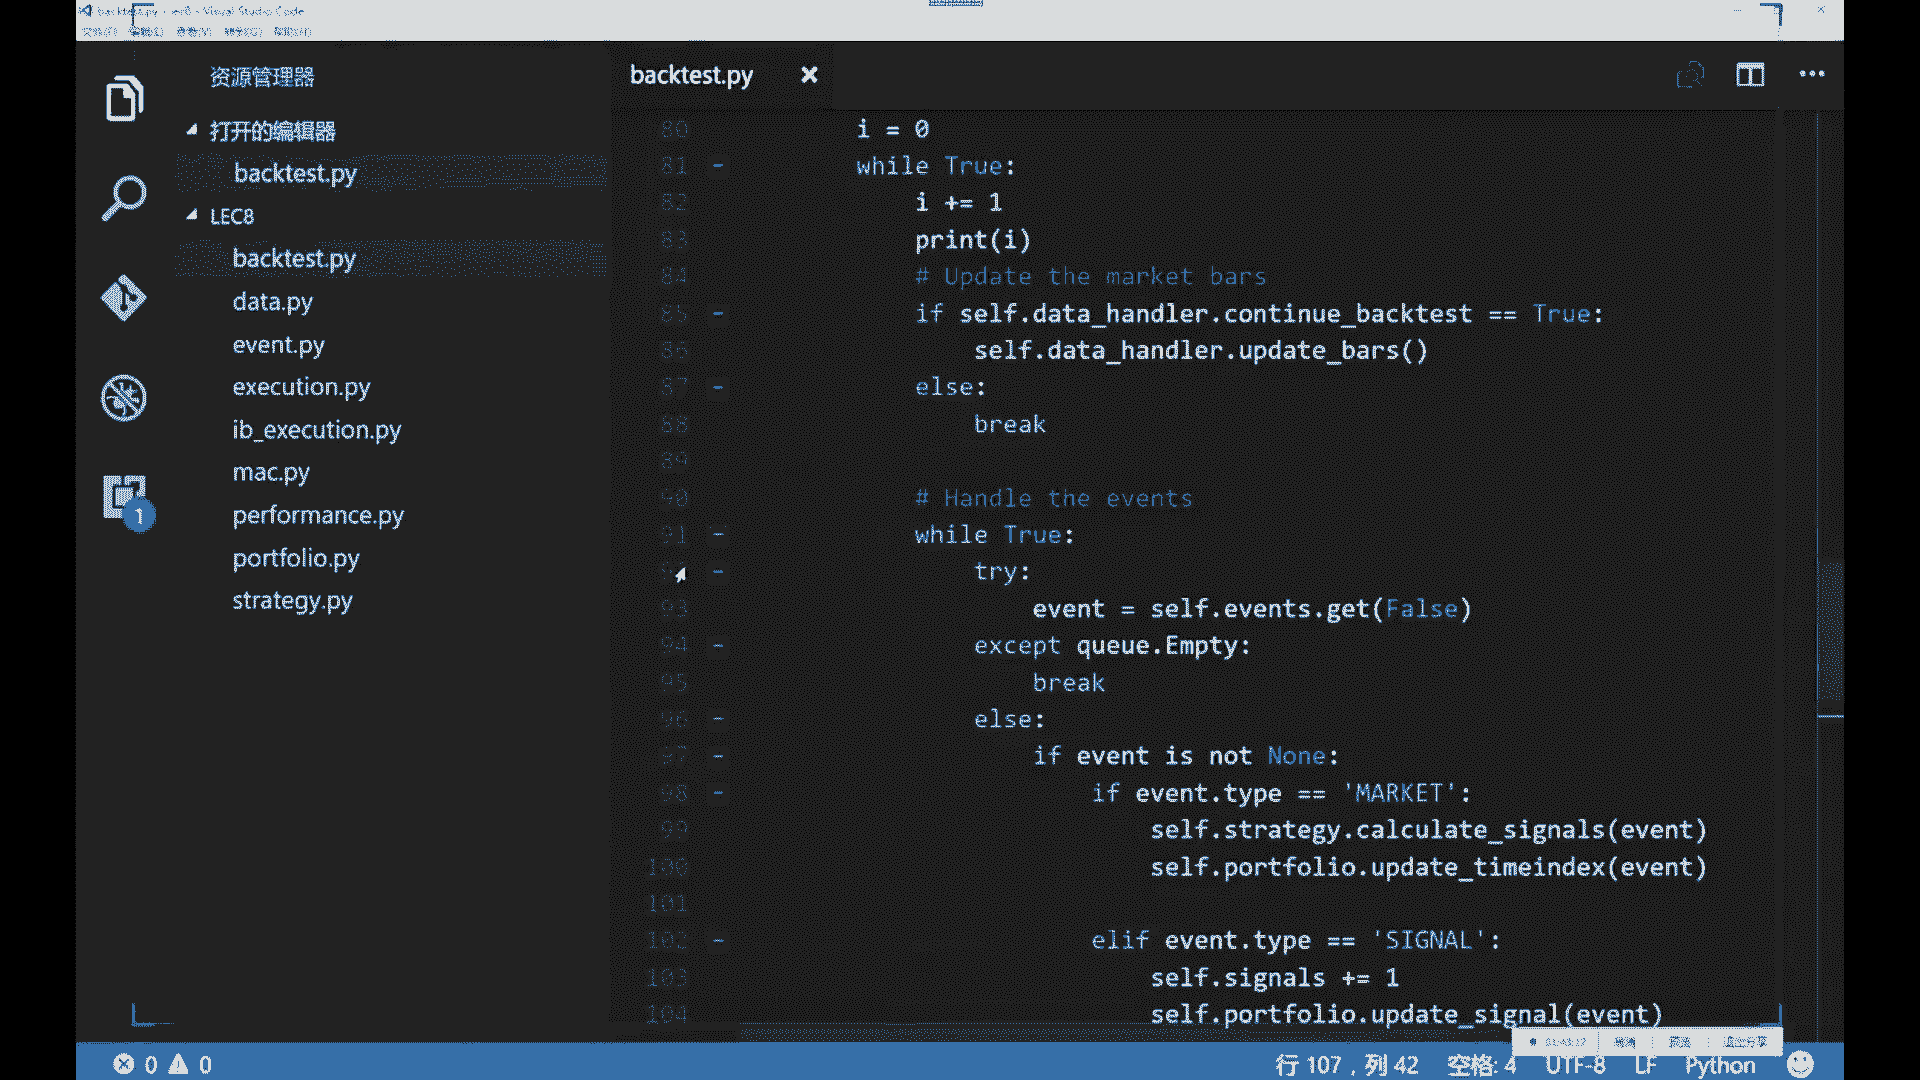 backtest.py - lec8 - Visual Studio Code
资源管理器
打开的编辑器
backtest.py
LEC8
backtest.py
data.py
event.py
execution.py
ib_execution.py
mac.py
performance.py
portfolio.py
strategy.py
backtest.py
80 i = 0
81 while True:
82 i += 1
83 print(i)
84 # Update the market bars
85 if self.data_handler.continue_backtest == True:
86 self.data_handler.update_bars()
87 else:
88 break
89
90 # Handle the events
91 while True:
try:
93 event = self.events.get(False)
94 except queue.Empty:
95 break
96 else:
97 if event is not None:
98 if event.type == 'MARKET':
99 self.strategy.calculate_signals(event)
100 self.portfolio.update_timeindex(event)
101
102 elif event.type == 'SIGNAL':
103 self.signals += 1
104 self.portfolio.update_signal(event)
1
0 0
行 107，列 42 空格: 4 UTF-8 LF Python